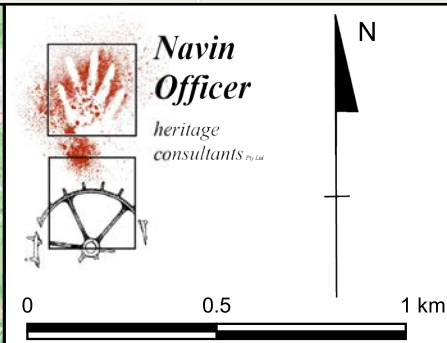 Navin
Officer
heritage
consultants Pty Ltd
N
0 0.5 1 km